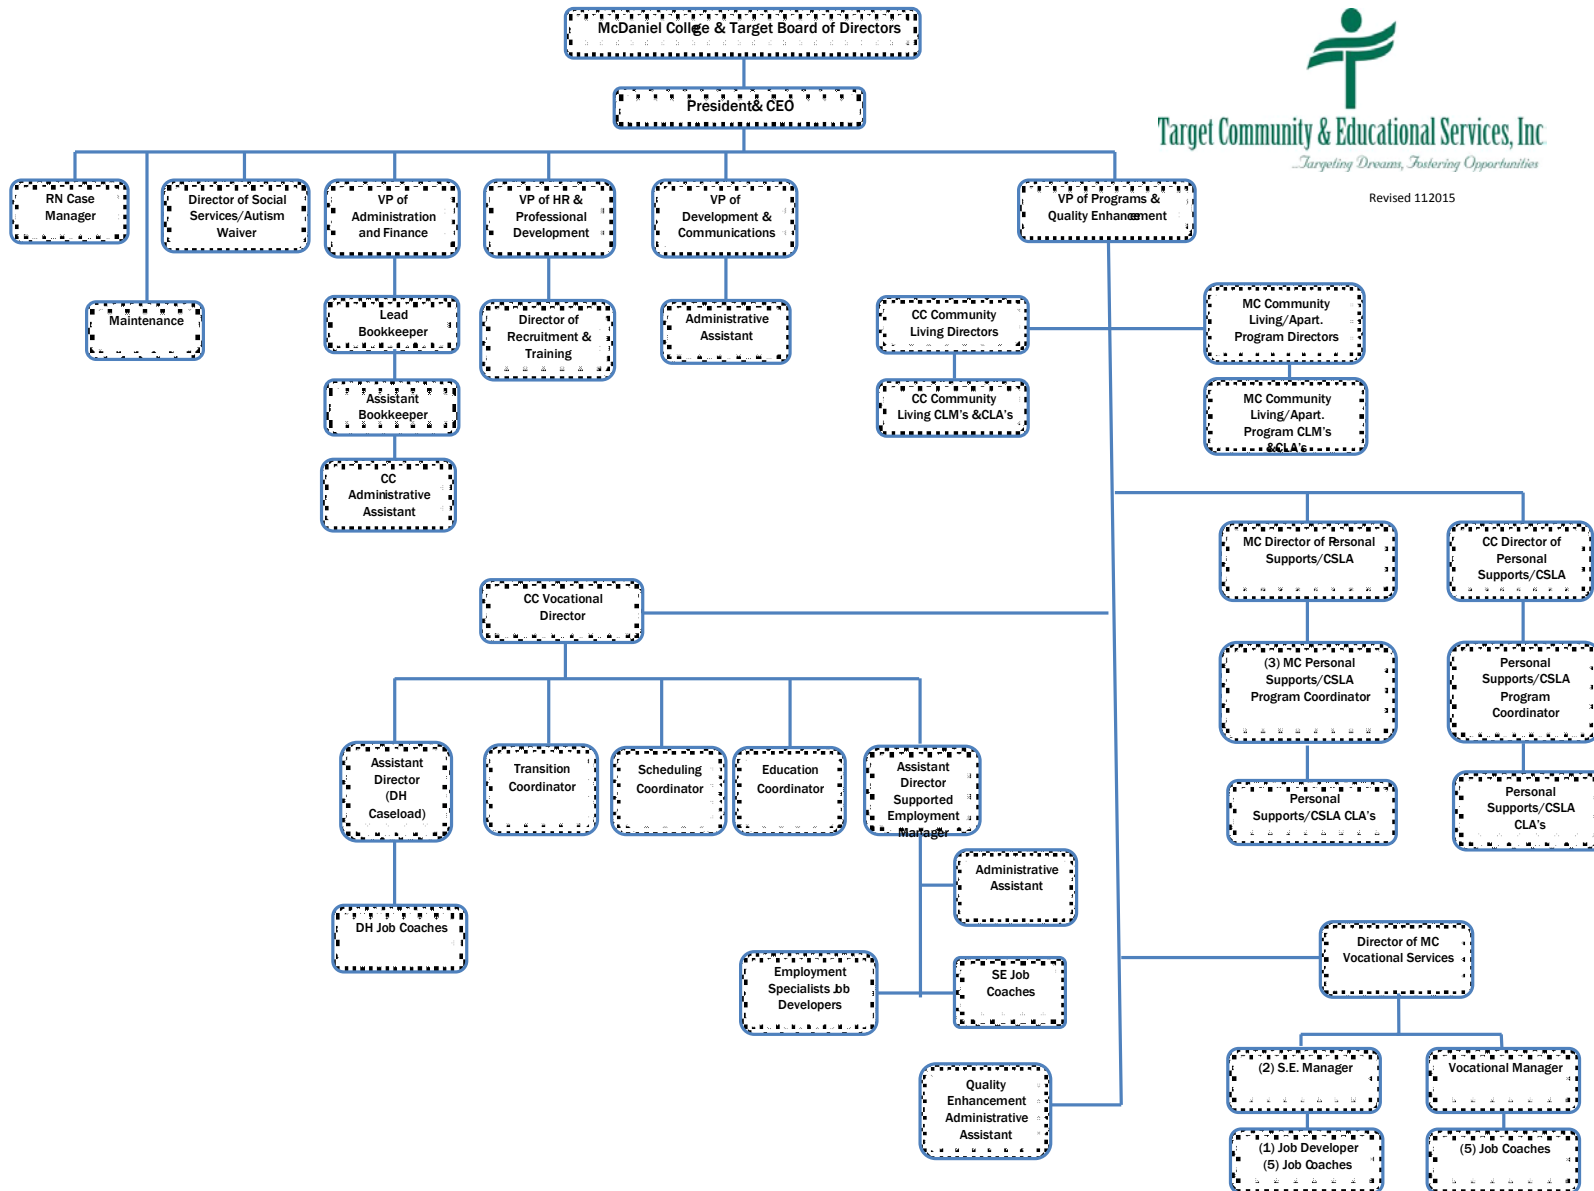 McDaniel College & Target Board of Directors
President& CEO
Target Community & Educational Services, Inc
...Targeting Dreams, Fostering Opportunities
Revised 112015
RN Case
Manager
Director of Social
Services/Autism
Waiver
VP of
Administration
and Finance
VP of HR &
Professional
Development
VP of
Development &
Communications
VP of Programs &
Quality Enhancement
Maintenance
Lead
Bookkeeper
Director of
Recruitment &
Training
Administrative
Assistant
CC Community
Living Directors
MC Community
Living/Apart.
Program Directors
Assistant
Bookkeeper
CC Community
Living CLM's &CLA's
MC Community
Living/Apart.
Program CLM's
&CLA's
CC
Administrative
Assistant
MC Director of Personal
Supports/CSLA
CC Director of
Personal
Supports/CSLA
CC Vocational
Director
(3) MC Personal
Supports/CSLA
Program Coordinator
Personal
Supports/CSLA
Program
Coordinator
Assistant
Director
(DH
Caseload)
Transition
Coordinator
Scheduling
Coordinator
Education
Coordinator
Assistant
Director
Supported
Employment
Manager
Personal
Supports/CSLA CLA's
Personal
Supports/CSLA
CLA's
Administrative
Assistant
DH Job Coaches
Director of MC
Vocational Services
Employment
Specialists Job
Developers
SE Job
Coaches
Quality
Enhancement
Administrative
Assistant
(2) S.E. Manager
Vocational Manager
(1) Job Developer
(5) Job Coaches
(5) Job Coaches